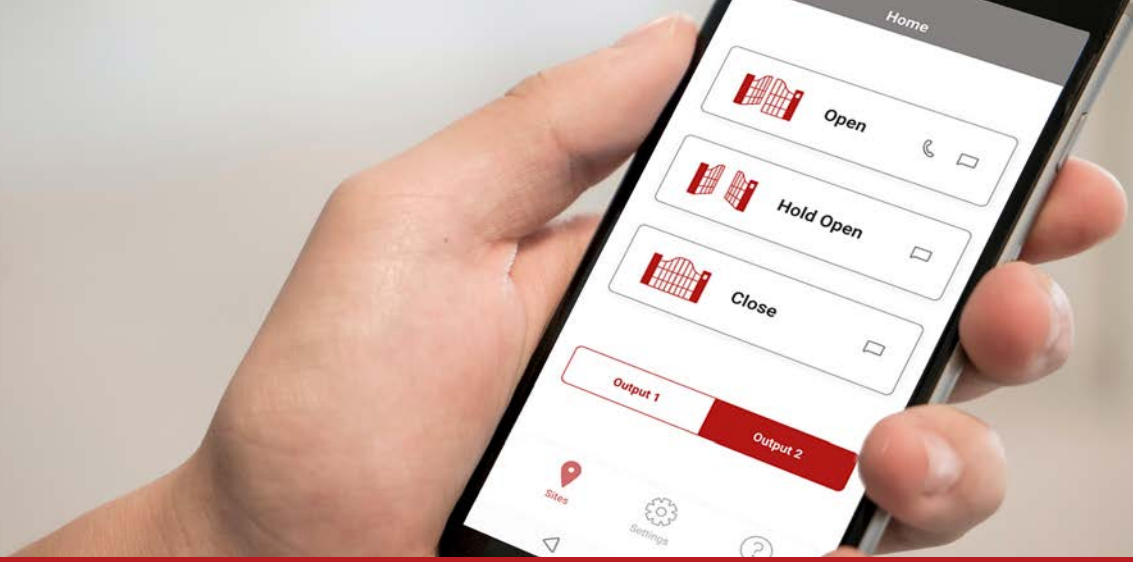 Home
Open
Hold Open
Close
Output 1
Output 2
Sites
Settings
?